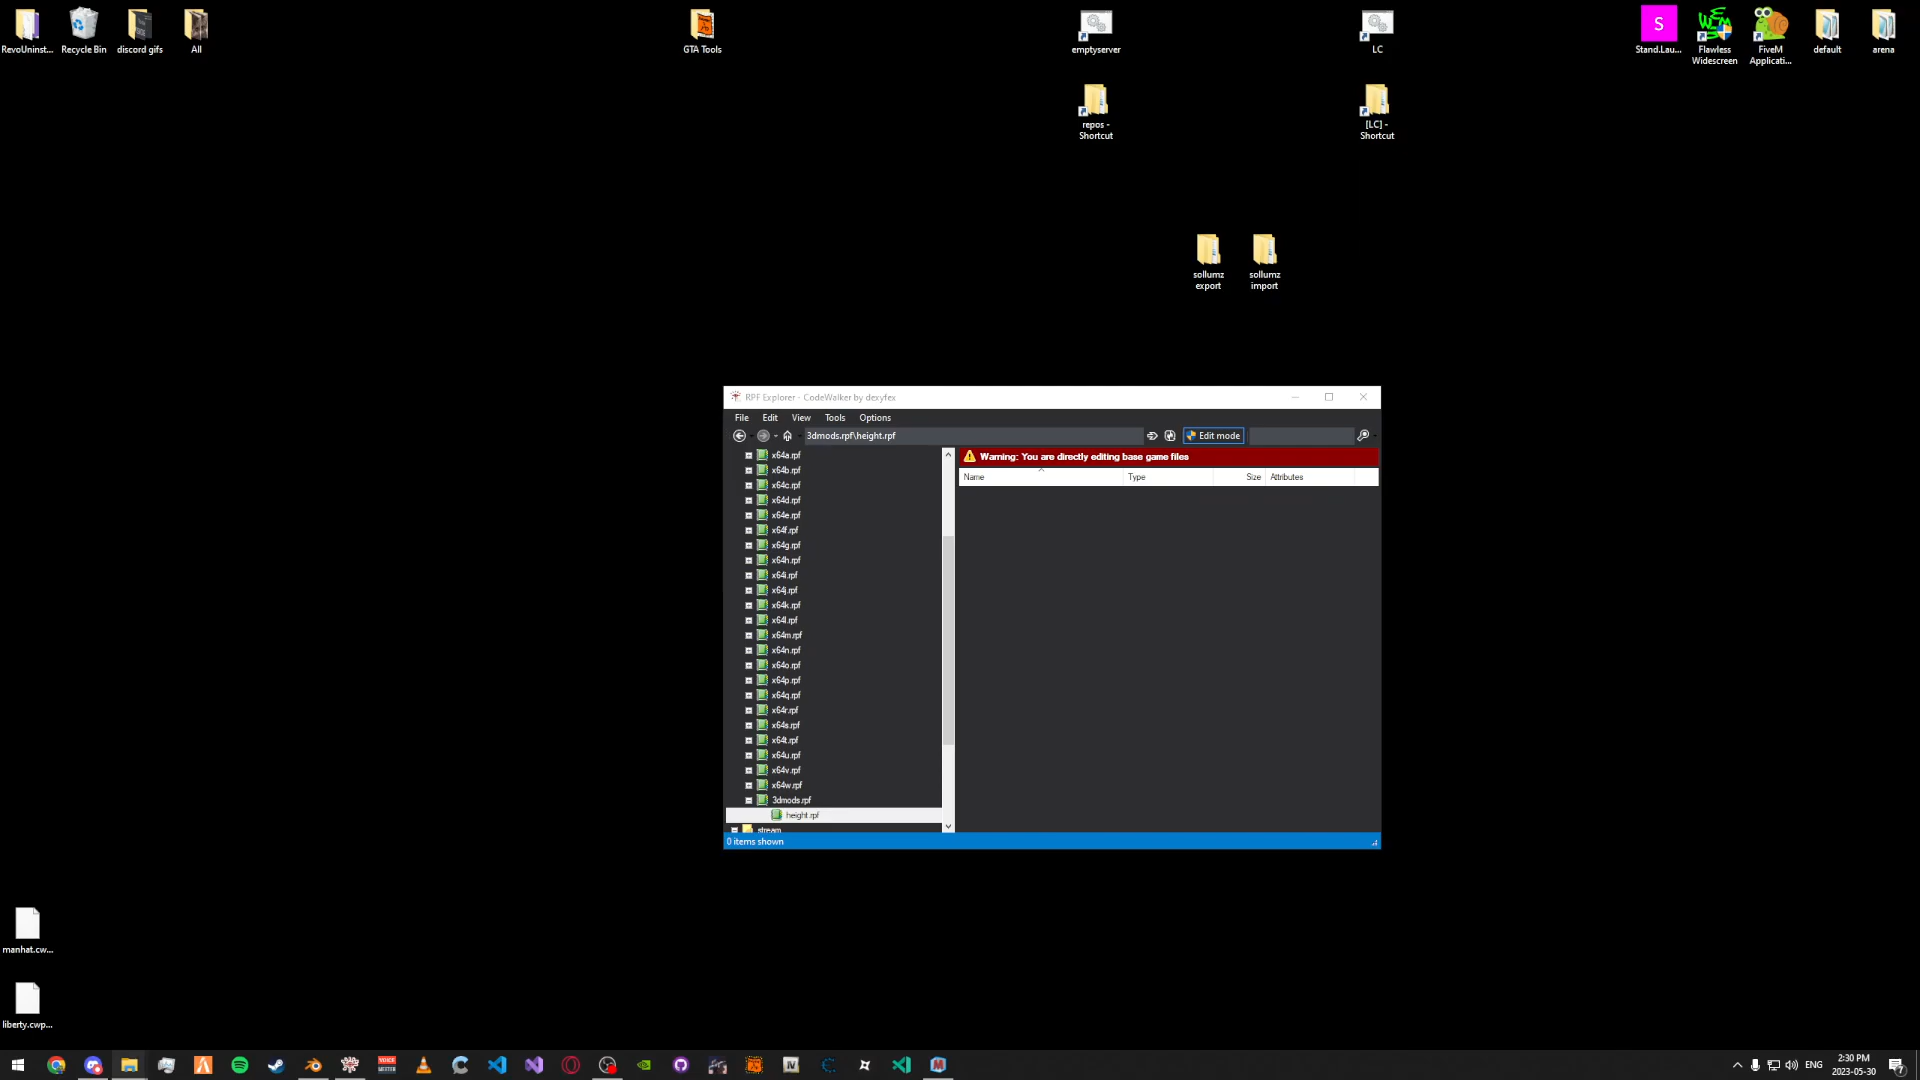 RevoUninst...
Recycle Bin
discord gifs
All
GTA Tools
emptyserver
LC
S
Stand.Lau...
Flawless
Widescreen
FiveM
Applicati...
default
arena
repos -
Shortcut
[LC] -
Shortcut
sollumz
export
sollumz
import
RPF Explorer - CodeWalker by dexyfex
File Edit View Tools Options
3dmods.rpf\height.rpf
Edit mode
Warning: You are directly editing base game files
Name Type Size Attributes
x64a.rpf
x64b.rpf
x64c.rpf
x64d.rpf
x64e.rpf
x64f.rpf
x64g.rpf
x64h.rpf
x64i.rpf
x64j.rpf
x64k.rpf
x64l.rpf
x64m.rpf
x64n.rpf
x64o.rpf
x64p.rpf
x64q.rpf
x64r.rpf
x64s.rpf
x64t.rpf
x64u.rpf
x64v.rpf
x64w.rpf
3dmods.rpf
height.rpf
stream
0 items shown
manhat.cw...
liberty.cwp...
VOICE
MEETER
ENG
2:30 PM
2023-05-30
7